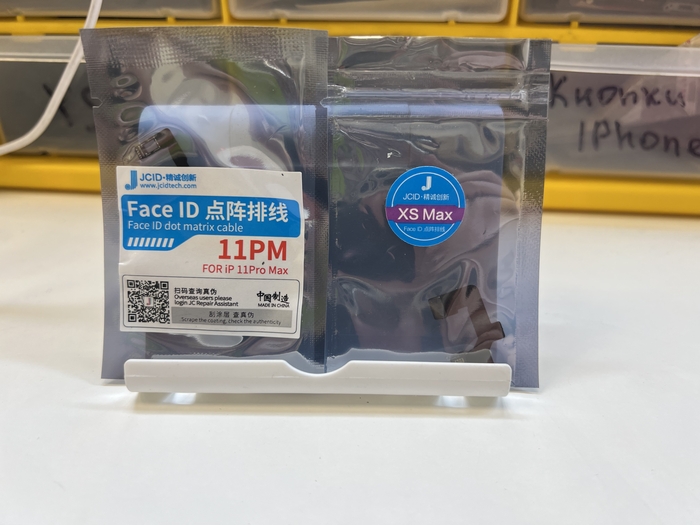 JCID·精诚创新
www.jcidtech.com
Face ID 点阵排线
Face ID dot matrix cable
11PM
FOR iP 11Pro Max
扫码查询真伪
Overseas users please
login JC Repair Assistant
中国制造
MADE IN CHINA
刮涂层 查真伪
Scrape the coating, check the authenticity
J
JCID·精诚创新
XS Max
Face ID 点阵排线
Кнопки
IPhone